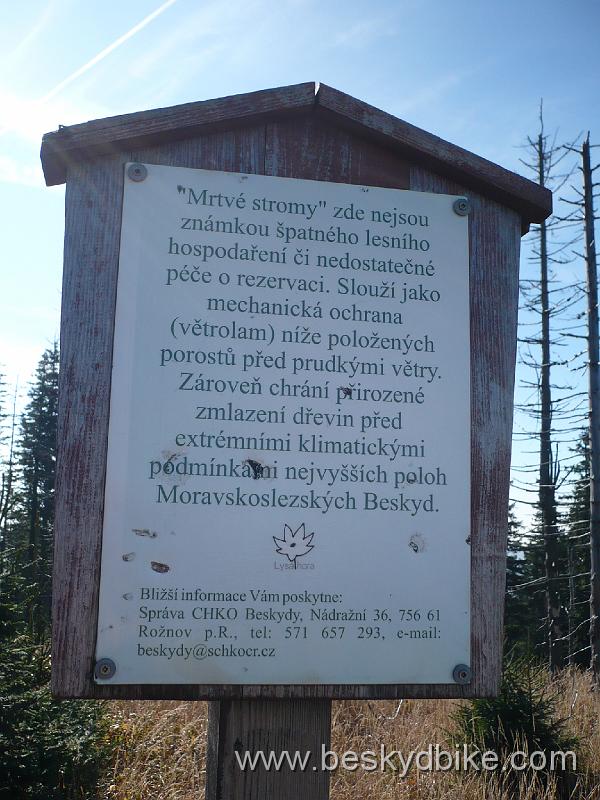 "Mrtvé stromy" zde nejsou
známkou špatného lesního
hospodaření či nedostatečné
péče o rezervaci. Slouží jako
mechanická ochrana
(větrolam) níže položených
porostů před prudkými větry.
Zároveň chrání přirozené
zmlazení dřevin před
extrémními klimatickými
podmínkami nejvyšších poloh
Moravskoslezských Beskyd.
Lysá hora
Bližší informace Vám poskytne:
Správa CHKO Beskydy, Nádražní 36, 756 61
Rožnov p.R., tel: 571 657 293, e-mail:
beskydy@schkocr.cz
www.beskydbike.com